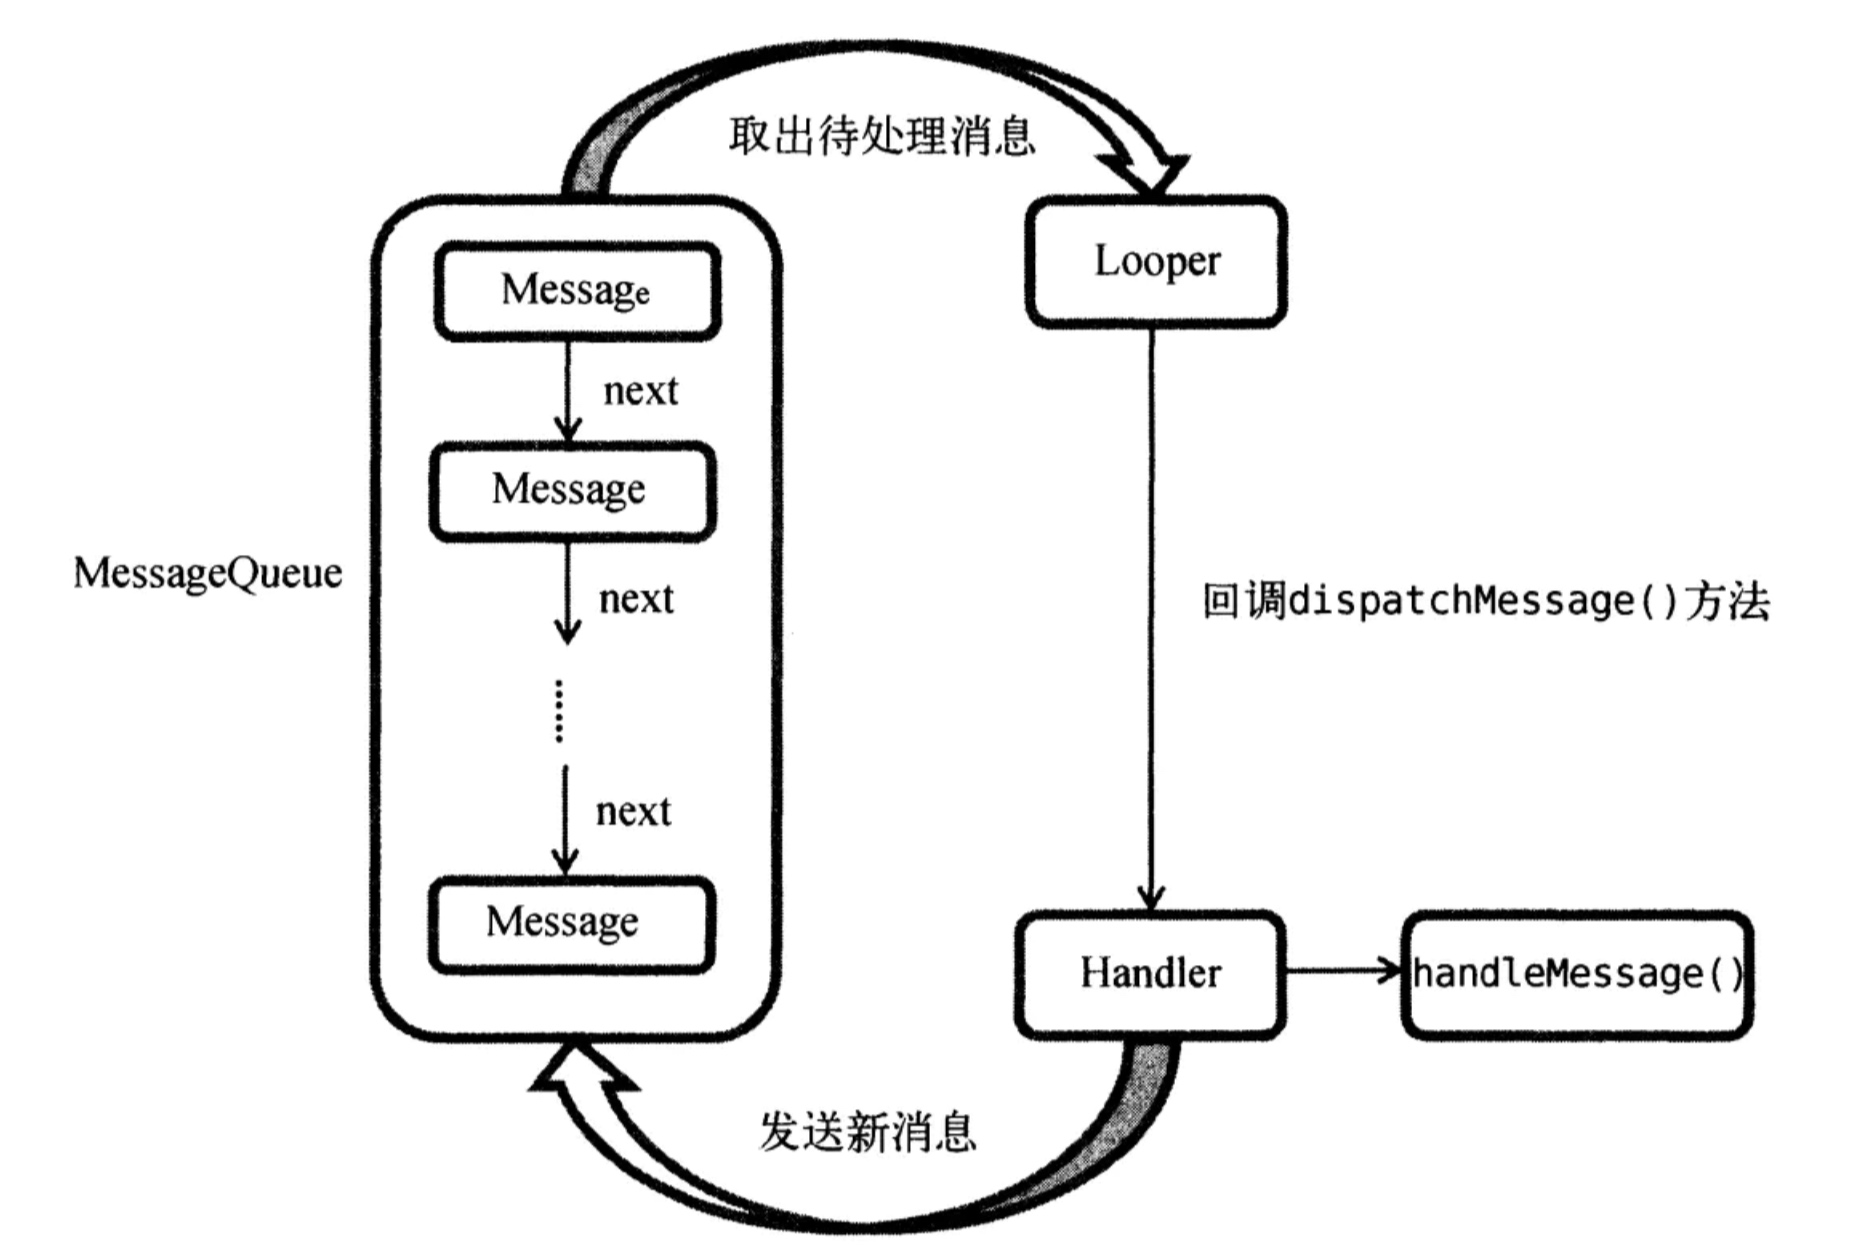 取出待处理消息
Message
Looper
next
Message
MessageQueue
next
回调dispatchMessage()方法
next
Message
Handler
handleMessage()
发送新消息